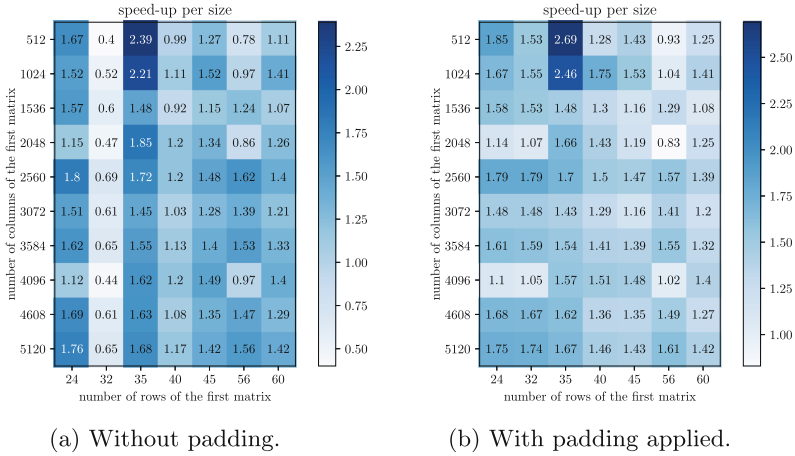 speed-up per size
number of columns of the first matrix
512 1.67 0.4 2.39 0.99 1.27 0.78 1.11
1024 1.52 0.52 2.21 1.11 1.52 0.97 1.41
1536 1.57 0.6 1.48 0.92 1.15 1.24 1.07
2048 1.15 0.47 1.85 1.2 1.34 0.86 1.26
2560 1.8 0.69 1.72 1.2 1.48 1.62 1.4
3072 1.51 0.61 1.45 1.03 1.28 1.39 1.21
3584 1.62 0.65 1.55 1.13 1.4 1.53 1.33
4096 1.12 0.44 1.62 1.2 1.49 0.97 1.4
4608 1.69 0.61 1.63 1.08 1.35 1.47 1.29
5120 1.76 0.65 1.68 1.17 1.42 1.56 1.42
24 32 35 40 45 56 60
number of rows of the first matrix
2.25
2.00
1.75
1.50
1.25
1.00
0.75
0.50
(a) Without padding.
speed-up per size
number of columns of the first matrix
512 1.85 1.53 2.69 1.28 1.43 0.93 1.25
1024 1.67 1.55 2.46 1.75 1.53 1.04 1.41
1536 1.58 1.53 1.48 1.3 1.16 1.29 1.08
2048 1.14 1.07 1.66 1.43 1.19 0.83 1.25
2560 1.79 1.79 1.7 1.5 1.47 1.57 1.39
3072 1.48 1.48 1.43 1.29 1.16 1.41 1.2
3584 1.61 1.59 1.54 1.41 1.39 1.55 1.32
4096 1.1 1.05 1.57 1.51 1.48 1.02 1.4
4608 1.68 1.67 1.62 1.36 1.35 1.49 1.27
5120 1.75 1.74 1.67 1.46 1.43 1.61 1.42
24 32 35 40 45 56 60
number of rows of the first matrix
2.75
2.50
2.25
2.00
1.75
1.50
1.25
1.00
(b) With padding applied.